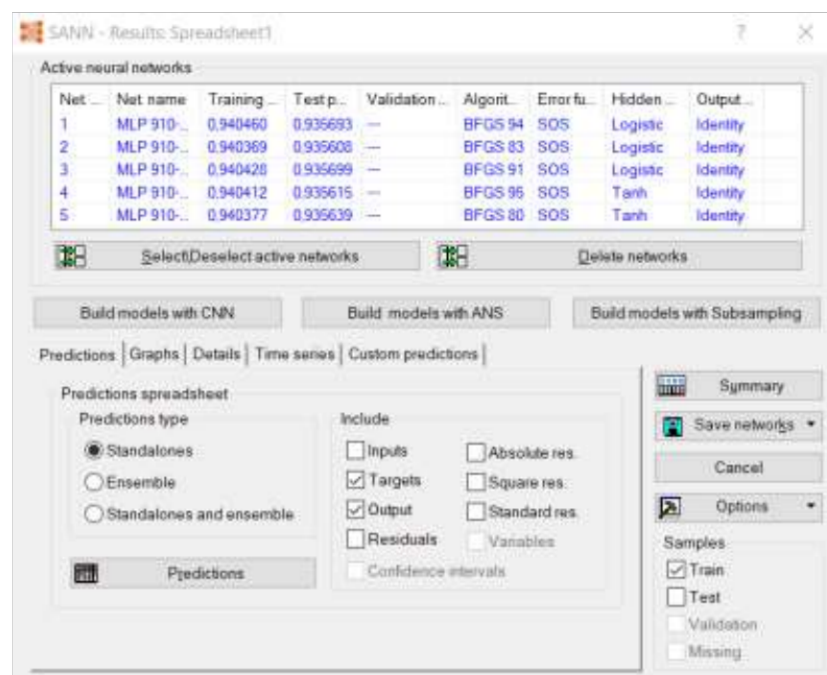 SANN - Results: Spreadsheet1 ? ×
Active neural networks
Net ... Net name Training ... Test p... Validation ... Algorit... Error fu... Hidden ... Output...
1 MLP 910-... 0,940460 0,935693 --- BFGS 94 SOS Logistic Identity
2 MLP 910-... 0,940369 0,935608 --- BFGS 83 SOS Logistic Identity
3 MLP 910-... 0,940428 0,935699 --- BFGS 91 SOS Logistic Identity
4 MLP 910-... 0,940412 0,935615 --- BFGS 95 SOS Tanh Identity
5 MLP 910-... 0,940377 0,935639 --- BFGS 80 SOS Tanh Identity
Select\Deselect active networks Delete networks
Build models with CNN Build models with ANS Build models with Subsampling
Predictions Graphs Details Time series Custom predictions
Predictions spreadsheet
Predictions type
Standalones
Ensemble
Standalones and ensemble
Predictions
Include
Inputs Absolute res.
Targets Square res.
Output Standard res.
Residuals Variables
Confidence intervals
Summary
Save networks
Cancel
Options
Samples
Train
Test
Validation
Missing